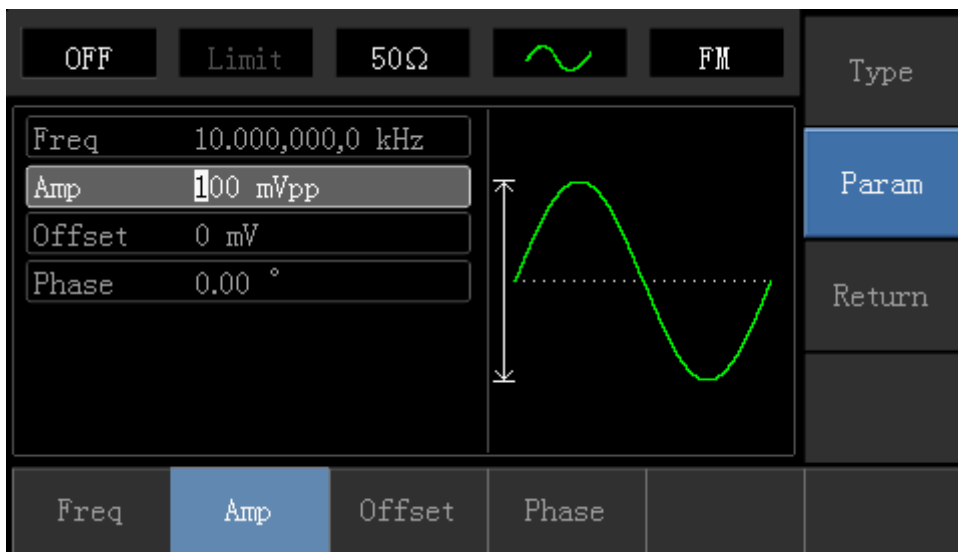 OFF Limit 50Ω FM
Type
Freq 10.000,000,0 kHz
Amp 100 mVpp
Offset 0 mV
Phase 0.00 °
Param
Return
Freq Amp Offset Phase